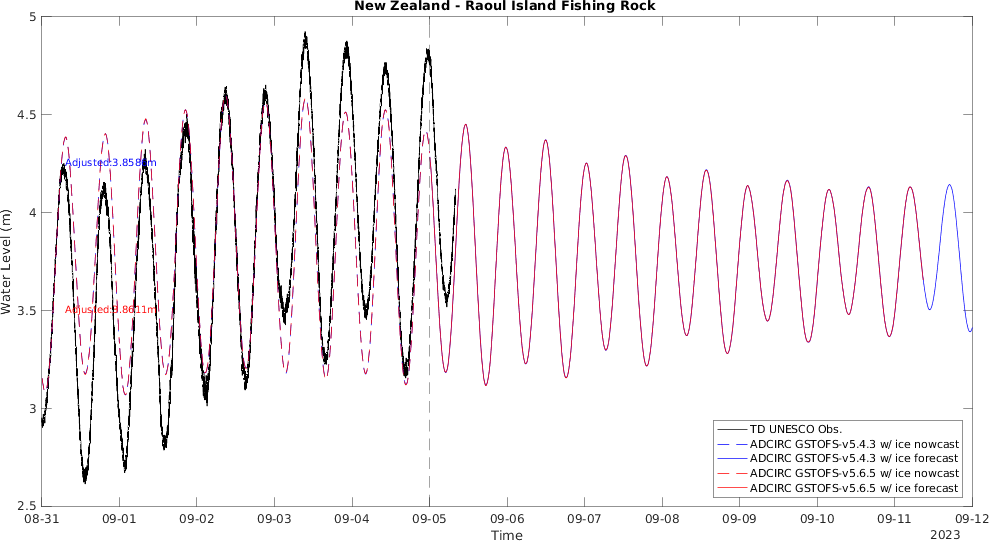 New Zealand - Raoul Island Fishing Rock
5
4.5
4
3.5
3
2.5
Water Level (m)
Adjusted:3.858
Adjusted:3.8611m
TD UNESCO Obs.
ADCIRC GSTOFS-v5.4.3 w/ ice nowcast
ADCIRC GSTOFS-v5.4.3 w/ ice forecast
ADCIRC GSTOFS-v5.6.5 w/ ice nowcast
ADCIRC GSTOFS-v5.6.5 w/ ice forecast
08-31 09-01 09-02 09-03 09-04 09-05 09-06 09-07 09-08 09-09 09-10 09-11 09-12
Time
2023